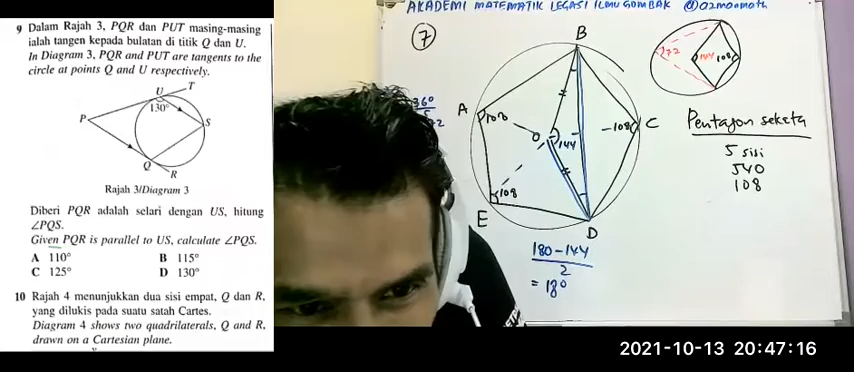 9 Dalam Rajah 3, PQR dan PUT masing-masing
ialah tangen kepada bulatan di titik Q dan U.
In Diagram 3, PQR and PUT are tangents to the
circle at points Q and U respectively.
U
T
130°
P
S
Q
R
Rajah 3/Diagram 3
Diberi PQR adalah selari dengan US, hitung
∠PQS.
Given PQR is parallel to US, calculate ∠PQS.
A 110° B 115°
C 125° D 130°
10 Rajah 4 menunjukkan dua sisi empat, Q dan R,
yang dilukis pada suatu satah Cartes.
Diagram 4 shows two quadrilaterals, Q and R,
drawn on a Cartesian plane.
AKADEMI MATEMATIK LEGASI ILMU GOMBAK @azmanmath
7
B
72
144
108
A
108
O
144
108
C
E
108
D
Pentagon sekata
5 sisi
540
108
180-144
2
= 18°
2021-10-13 20:47:16